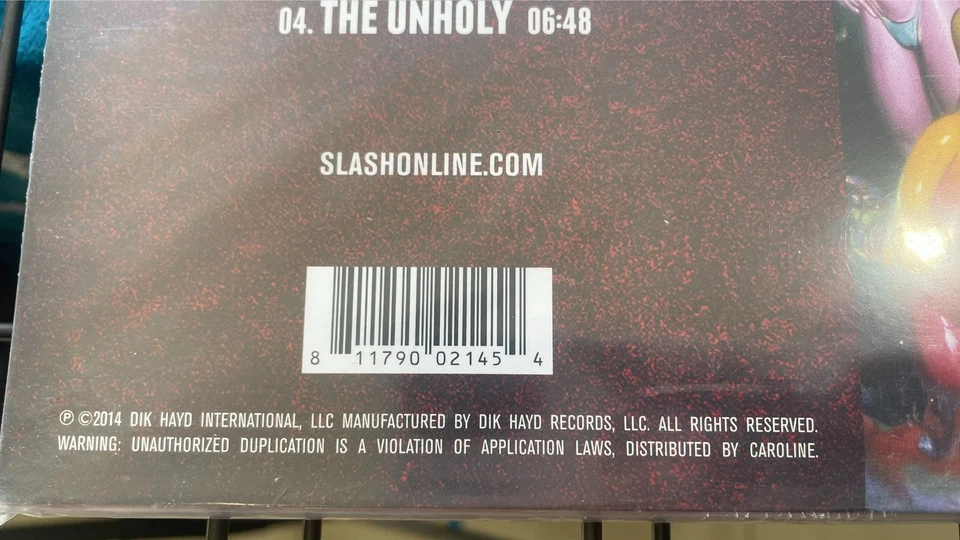 04. THE UNHOLY 06:48
SLASHONLINE.COM
8 11790 02145 4
℗ ©2014 DIK HAYD INTERNATIONAL, LLC MANUFACTURED BY DIK HAYD RECORDS, LLC. ALL RIGHTS RESERVED.
WARNING: UNAUTHORIZED DUPLICATION IS A VIOLATION OF APPLICATION LAWS, DISTRIBUTED BY CAROLINE.